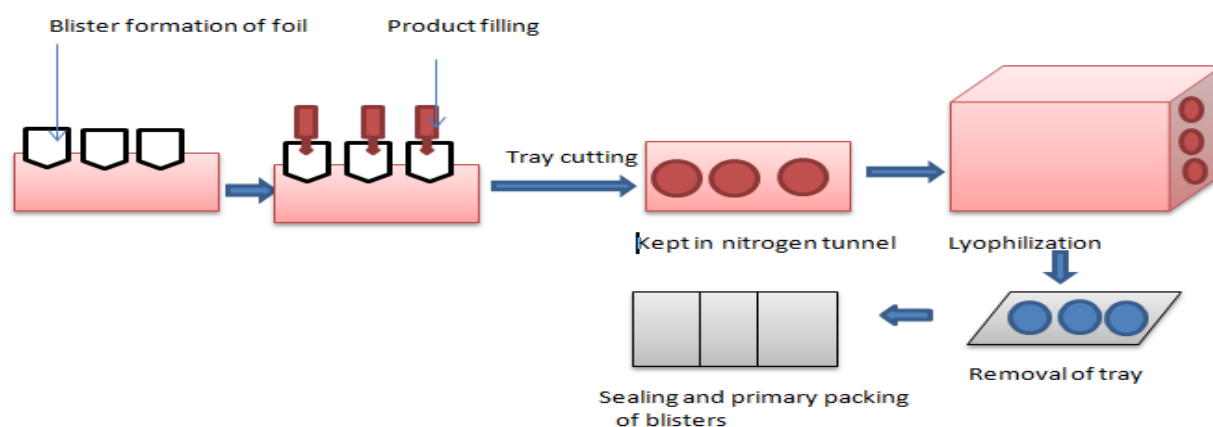 Blister formation of foil
Product filling
Tray cutting
Kept in nitrogen tunnel
Lyophilization
Removal of tray
Sealing and primary packing
of blisters